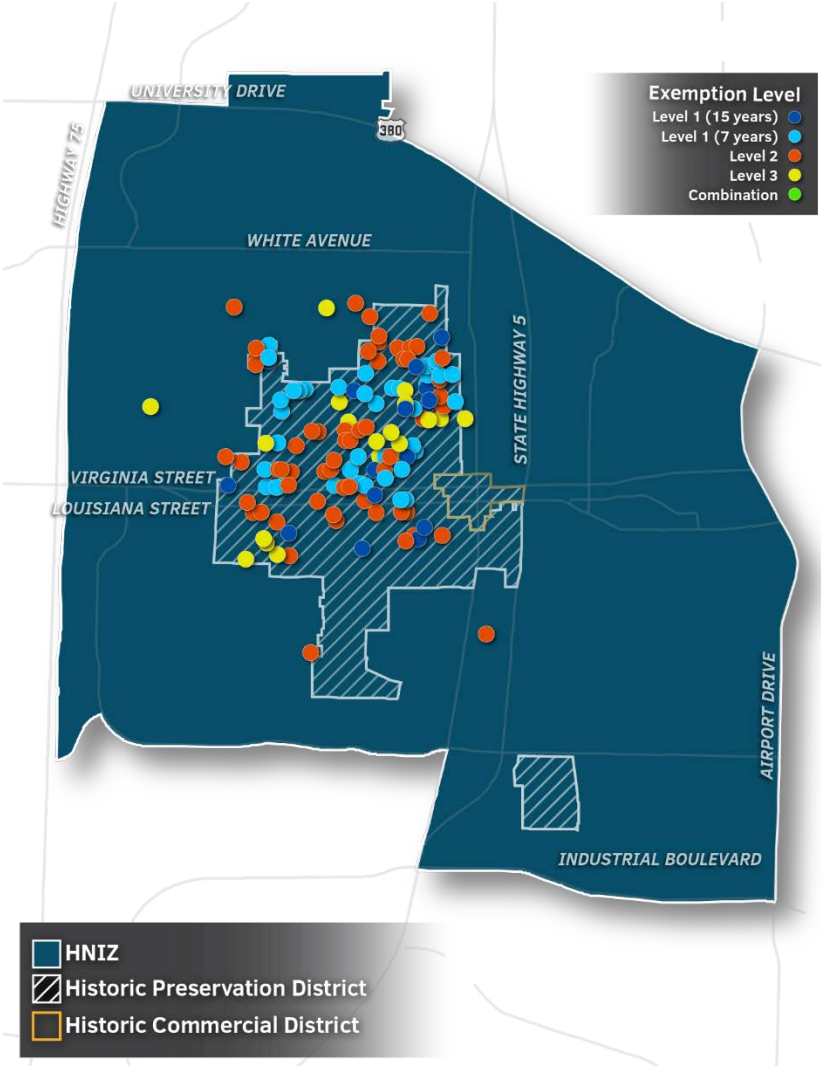 UNIVERSITY DRIVE
380
HIGHWAY 75
Exemption Level
Level 1 (15 years)
Level 1 (7 years)
Level 2
Level 3
Combination
WHITE AVENUE
STATE HIGHWAY 5
VIRGINIA STREET
LOUISIANA STREET
AIRPORT DRIVE
INDUSTRIAL BOULEVARD
HNIZ
Historic Preservation District
Historic Commercial District